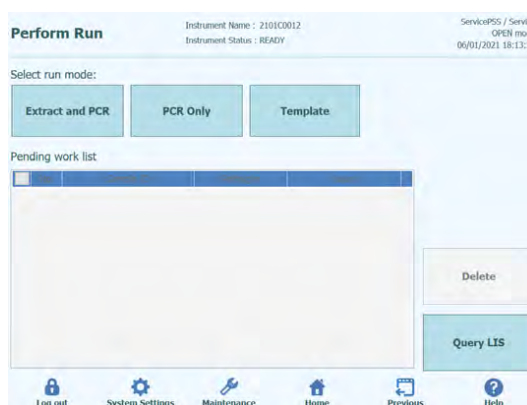 Perform Run
Instrument Name : 2101C0012
Instrument Status : READY
ServicePSS / Servi
OPEN mo
06/01/2021 18:13:
Select run mode:
Extract and PCR
PCR Only
Template
Pending work list
Delete
Query LIS
Log out
System Settings
Maintenance
Home
Previous
Help